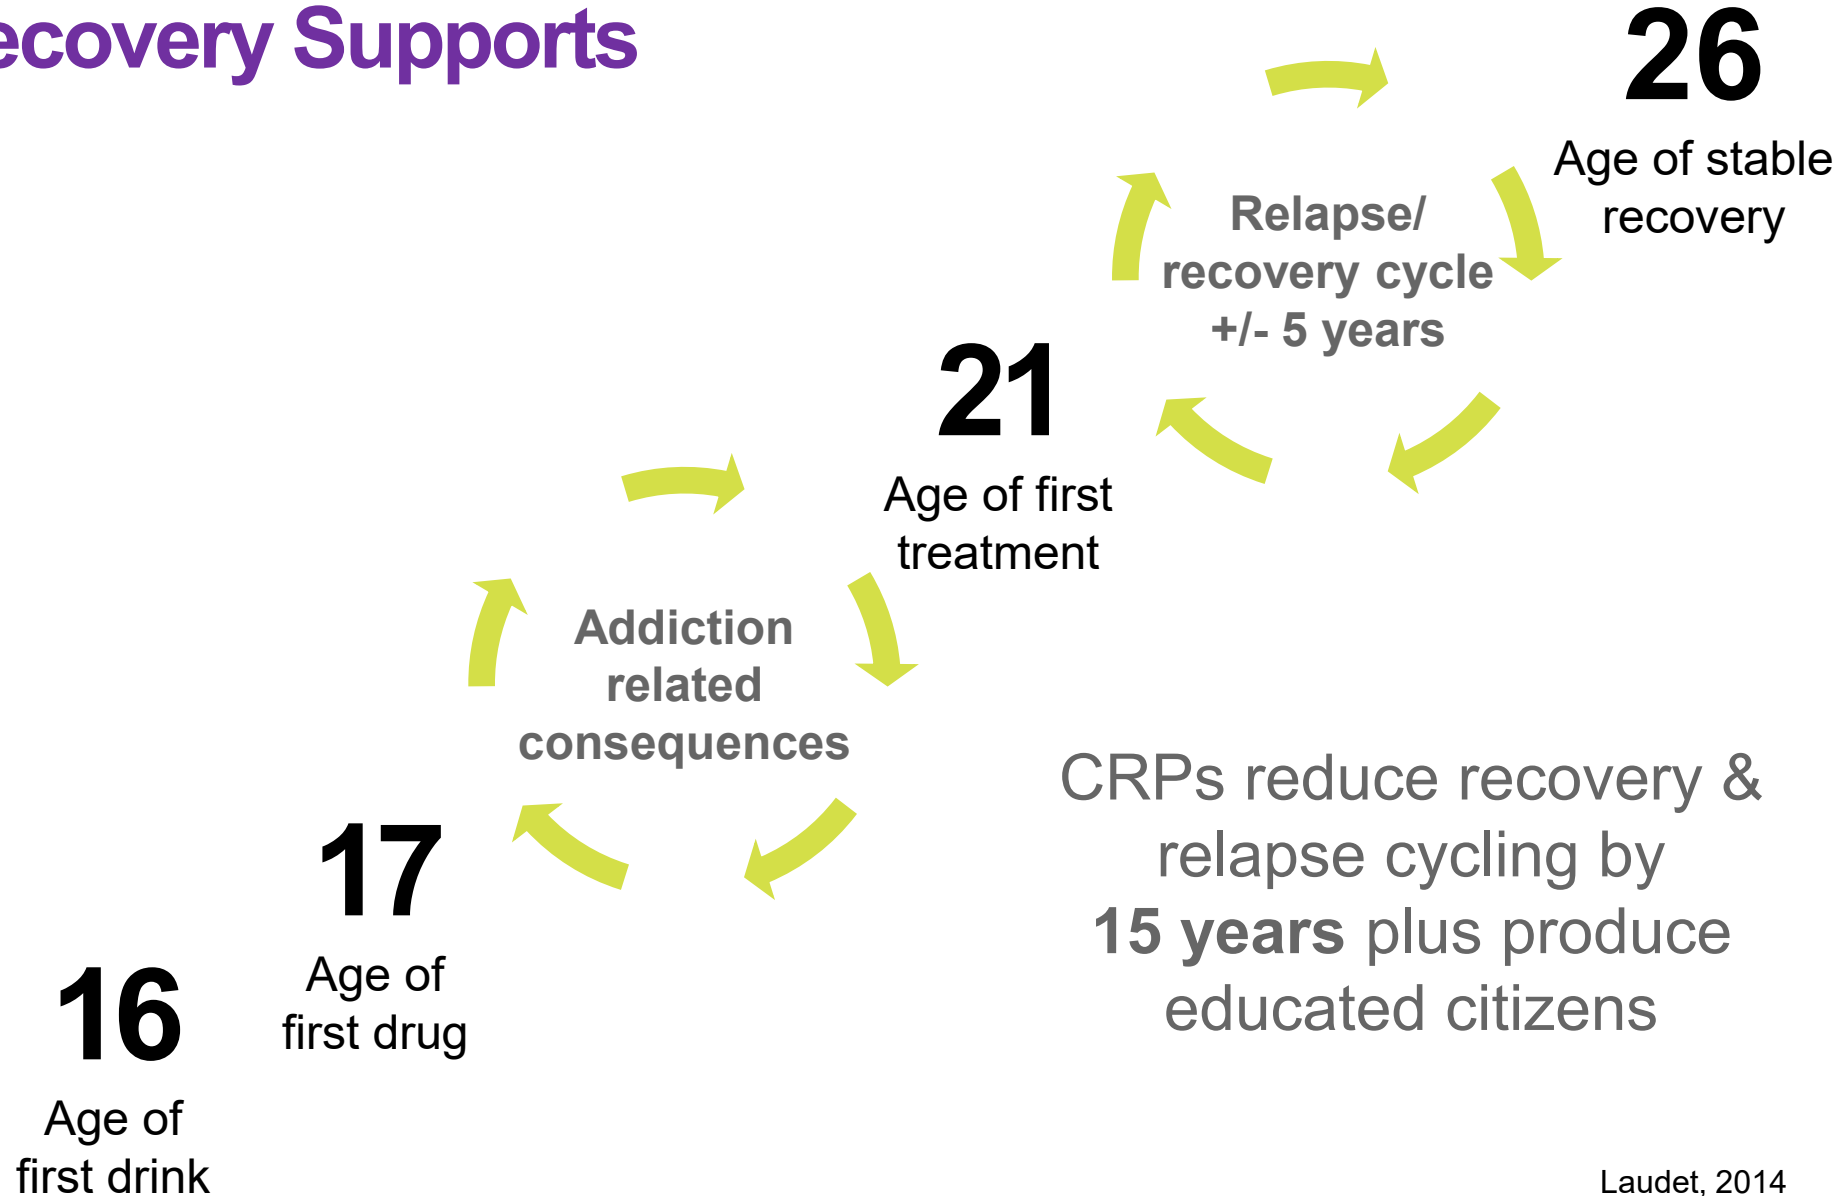 ecovery Supports
26
Age of stable
recovery
Relapse/
recovery cycle
+/- 5 years
21
Age of first
treatment
Addiction
related
consequences
17
Age of
first drug
16
Age of
first drink
CRPs reduce recovery &
relapse cycling by
15 years plus produce
educated citizens
Laudet, 2014